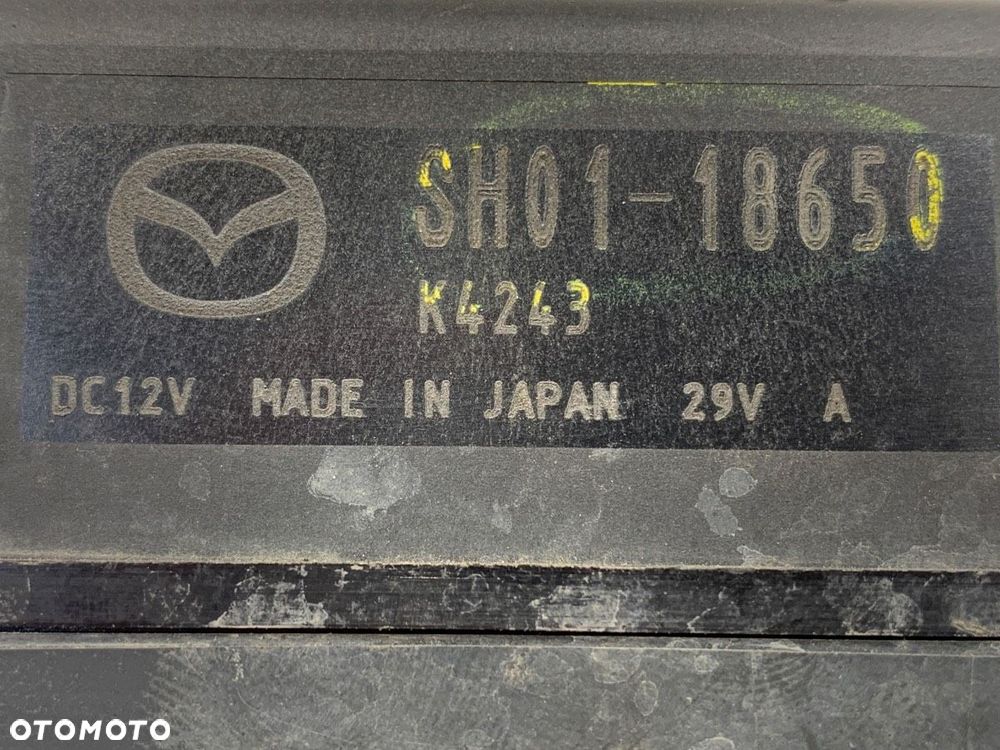 SH01-18650
K4243
DC12V MADE IN JAPAN 29V A
OTOMOTO